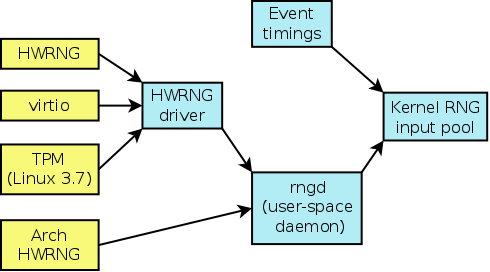 Event
timings
HWRNG
virtio
HWRNG
driver
Kernel RNG
input pool
TPM
(Linux 3.7)
rngd
(user-space
daemon)
Arch
HWRNG